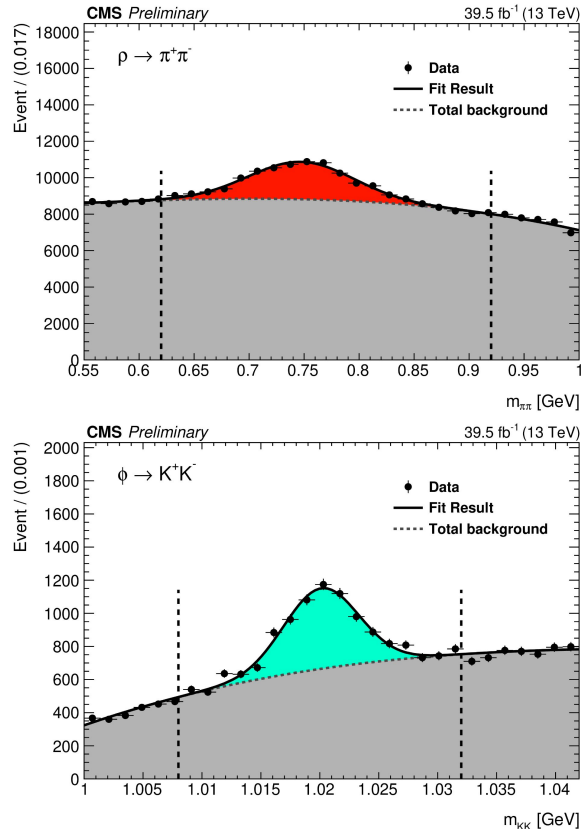 CMS Preliminary 39.5 fb⁻¹ (13 TeV)
Event / (0.017)
18000
16000
14000
12000
10000
8000
6000
4000
2000
0
ρ → π⁺π⁻
Data
Fit Result
Total background
0.55 0.6 0.65 0.7 0.75 0.8 0.85 0.9 0.95 1
mππ [GeV]
CMS Preliminary 39.5 fb⁻¹ (13 TeV)
Event / (0.001)
2000
1800
1600
1400
1200
1000
800
600
400
200
0
ϕ → K⁺K⁻
Data
Fit Result
Total background
1 1.005 1.01 1.015 1.02 1.025 1.03 1.035 1.04
mKK [GeV]